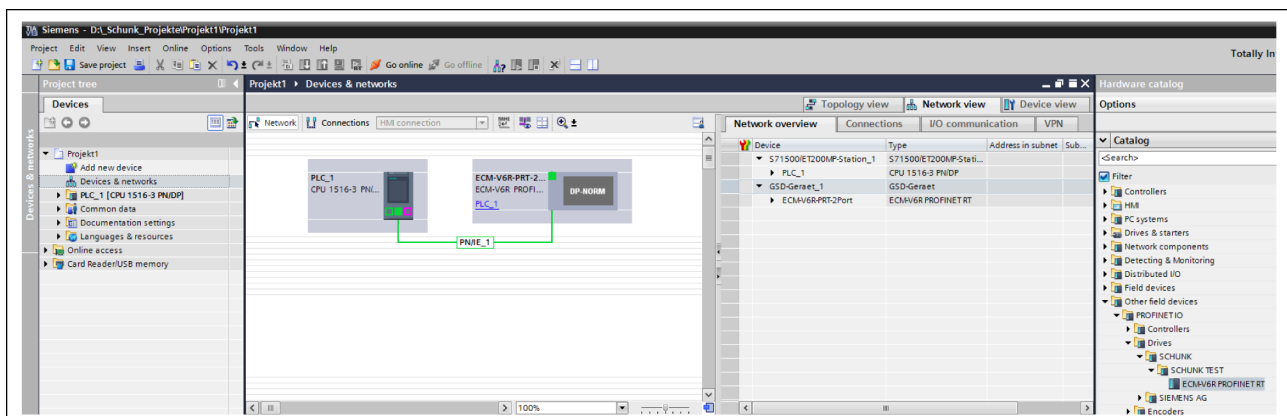 Siemens - D:\_Schunk_Projekte\Projekt1\Projekt1
Project Edit View Insert Online Options Tools Window Help
Totally In
Save project
Go online
Go offline
Project tree
Projekt1 ▸ Devices & networks
Hardware catalog
Devices
Topology view
Network view
Device view
Options
Network
Connections
HMI connection
Network overview
Connections
I/O communication
VPN
Devices & networks
Catalog
Device
Type
Address in subnet
Sub...
<Search>
Filter
Projekt1
Add new device
Devices & networks
PLC_1 [CPU 1516-3 PN/DP]
Common data
Documentation settings
Languages & resources
Online access
Card Reader/USB memory
PLC_1
CPU 1516-3 PN/...
ECM-V6R-PRT-2...
ECM-V6R PROFI...
PLC_1
DP-NORM
PN/IE_1
S71500/ET200MP-Station_1
S71500/ET200MP-Stati...
PLC_1
CPU 1516-3 PN/DP
GSD-Geraet_1
GSD-Geraet
ECM-V6R-PRT-2Port
ECM-V6R PROFINET RT
Controllers
HMI
PC systems
Drives & starters
Network components
Detecting & Monitoring
Distributed I/O
Field devices
Other field devices
PROFINET IO
Controllers
Drives
SCHUNK
SCHUNK TEST
ECM-V6R PROFINET RT
SIEMENS AG
Encoders
100%